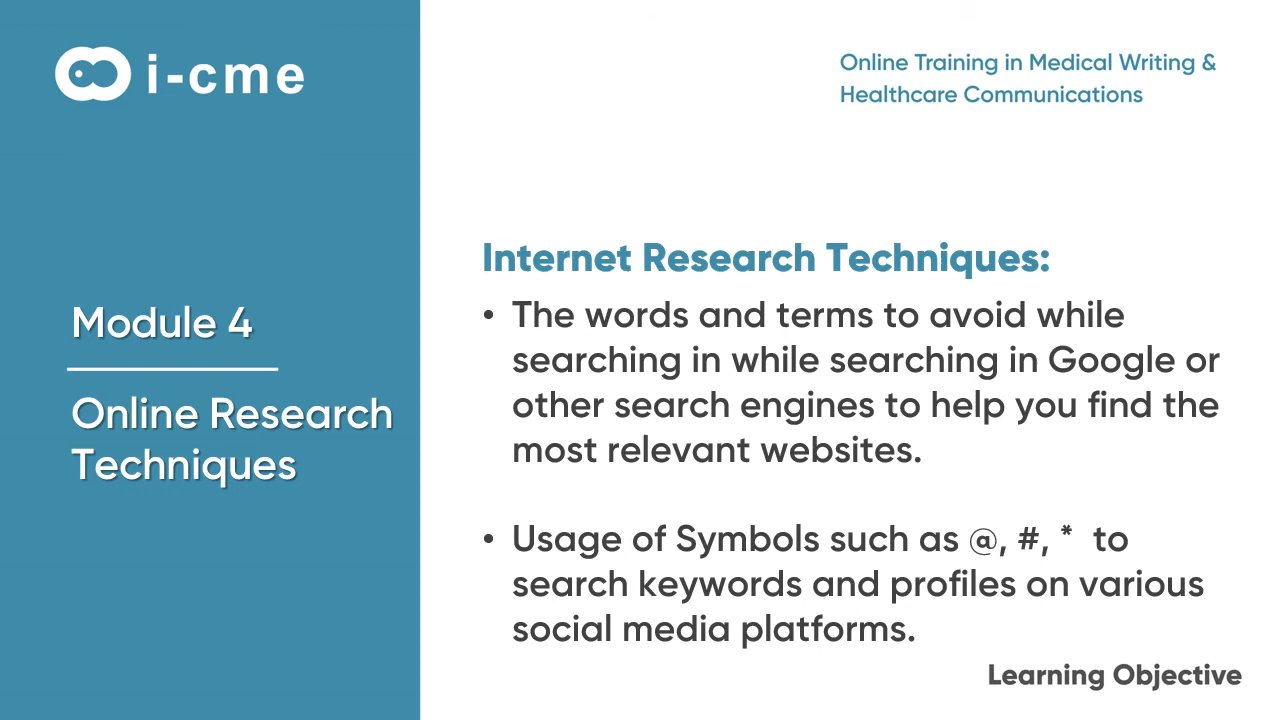 i-cme
Online Training in Medical Writing &
Healthcare Communications
Module 4
Online Research
Techniques
Internet Research Techniques:
• The words and terms to avoid while
searching in while searching in Google or
other search engines to help you find the
most relevant websites.
• Usage of Symbols such as @, #, * to
search keywords and profiles on various
social media platforms.
Learning Objective